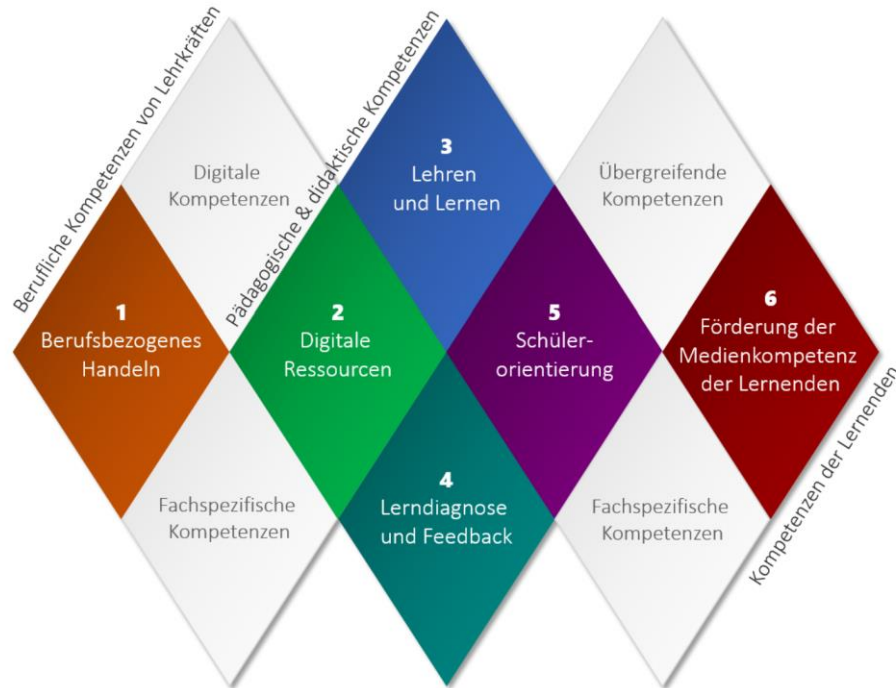 Berufliche Kompetenzen von Lehrkräften
Pädagogische & didaktische Kompetenzen
Digitale
Kompetenzen
3
Lehren
und Lernen
Übergreifende
Kompetenzen
1
Berufsbezogenes
Handeln
2
Digitale
Ressourcen
5
Schüler-
orientierung
6
Förderung der
Medienkompetenz
der Lernenden
Fachspezifische
Kompetenzen
4
Lerndiagnose
und Feedback
Fachspezifische
Kompetenzen
Kompetenzen der Lernenden